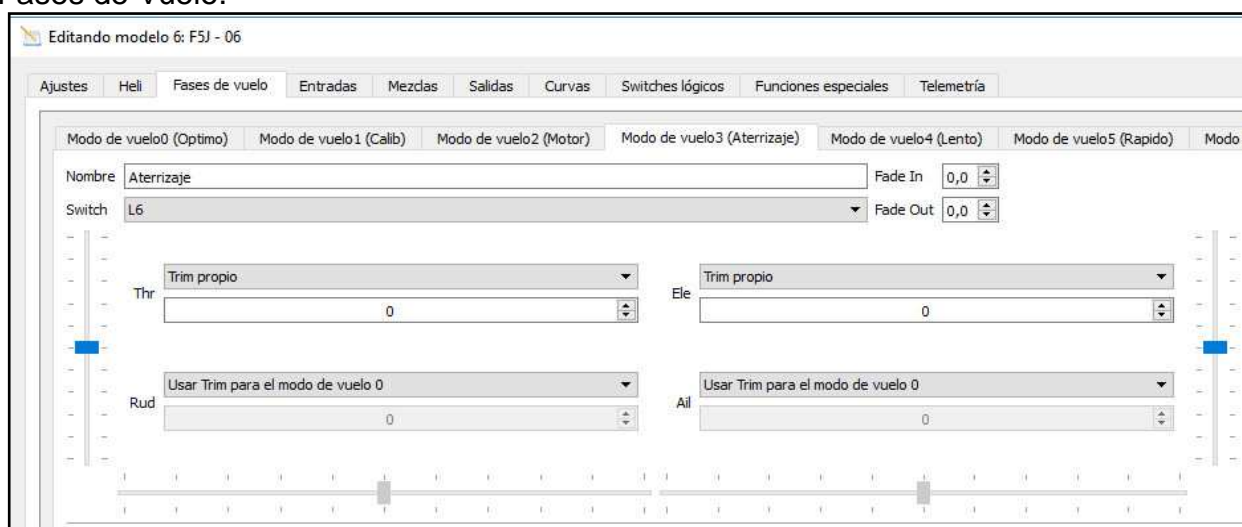 Fases de Vuelo:
Editando modelo 6: F5J - 06
Ajustes Heli Fases de vuelo Entradas Mezclas Salidas Curvas Switches lógicos Funciones especiales Telemetría
Modo de vuelo0 (Optimo) Modo de vuelo1 (Calib) Modo de vuelo2 (Motor) Modo de vuelo3 (Aterrizaje) Modo de vuelo4 (Lento) Modo de vuelo5 (Rapido) Modo
Nombre Aterrizaje Fade In 0,0
Switch L6 Fade Out 0,0
Thr Trim propio Ele Trim propio
0 0
Rud Usar Trim para el modo de vuelo 0 Ail Usar Trim para el modo de vuelo 0
0 0